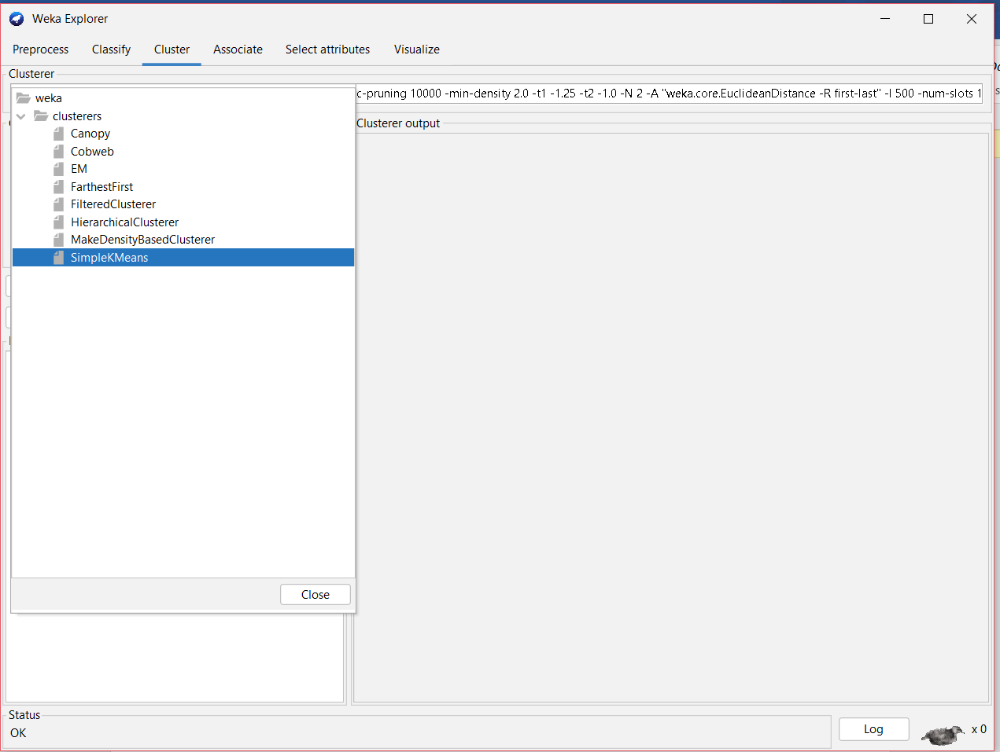 Weka Explorer
Preprocess Classify Cluster Associate Select attributes Visualize
Clusterer
c-pruning 10000 -min-density 2.0 -t1 -1.25 -t2 -1.0 -N 2 -A "weka.core.EuclideanDistance -R first-last" -I 500 -num-slots 1
weka
clusterers
Canopy
Cobweb
EM
FarthestFirst
FilteredClusterer
HierarchicalClusterer
MakeDensityBasedClusterer
SimpleKMeans
Close
Clusterer output
Status
OK
Log
x 0